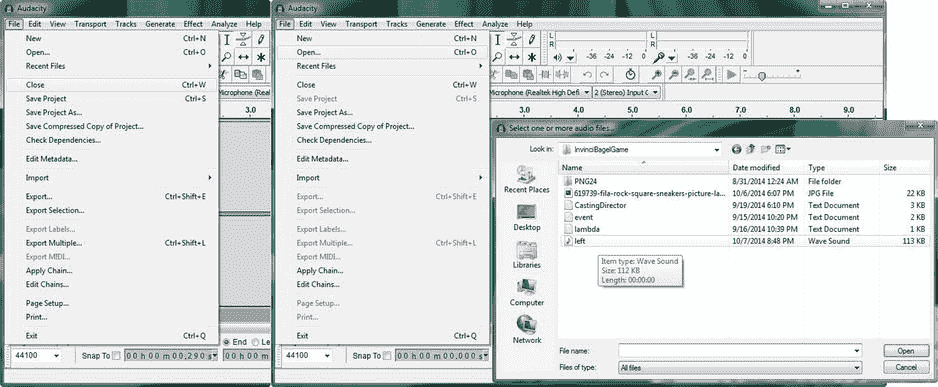 Audacity
File Edit View Transport Tracks Generate Effect Analyze Help
New Ctrl+N
Open... Ctrl+O
Recent Files
Close Ctrl+W
Save Project Ctrl+S
Save Project As...
Save Compressed Copy of Project...
Check Dependencies...
Edit Metadata...
Import
Export... Ctrl+Shift+E
Export Selection...
Export Labels...
Export Multiple... Ctrl+Shift+L
Export MIDI...
Apply Chain...
Edit Chains...
Page Setup...
Print...
Exit Ctrl+Q
Microphone (Realtek High Defi
3.0
End Le
44100 Snap To 00 h 00 m 00,290 s
Audacity
File Edit View Transport Tracks Generate Effect Analyze Help
New Ctrl+N
Open... Ctrl+O
Recent Files
Close Ctrl+W
Save Project Ctrl+S
Save Project As...
Save Compressed Copy of Project...
Check Dependencies...
Edit Metadata...
Import
Export... Ctrl+Shift+E
Export Selection...
Export Labels...
Export Multiple... Ctrl+Shift+L
Export MIDI...
Apply Chain...
Edit Chains...
Page Setup...
Print...
Exit Ctrl+Q
44100 Snap To 00 h 00 m 00,000 s
L
R
-36 -24 -12 0
L
R
-36 -24 -12 0
Microphone (Realtek High Defi 2 (Stereo) Input C
3.0 4.0 5.0 6.0 7.0 8.0 9.0
Select one or more audio files...
Look in: InvinciBagelGame
Recent Places
Desktop
Libraries
Computer
Network
Name Date modified Type Size
PNG24 8/31/2014 12:24 AM File folder
619739-fila-rock-square-sneakers-picture-la... 10/6/2014 6:07 PM JPG File 22 KB
CastingDirector 9/19/2014 6:10 PM Text Document 3 KB
event 9/15/2014 10:20 PM Text Document 2 KB
lambda 9/16/2014 10:39 PM Text Document 1 KB
left 10/7/2014 8:48 PM Wave Sound 113 KB
Item type: Wave Sound
Size: 112 KB
Length: 00:00:00
File name: Open
Files of type: All files Cancel